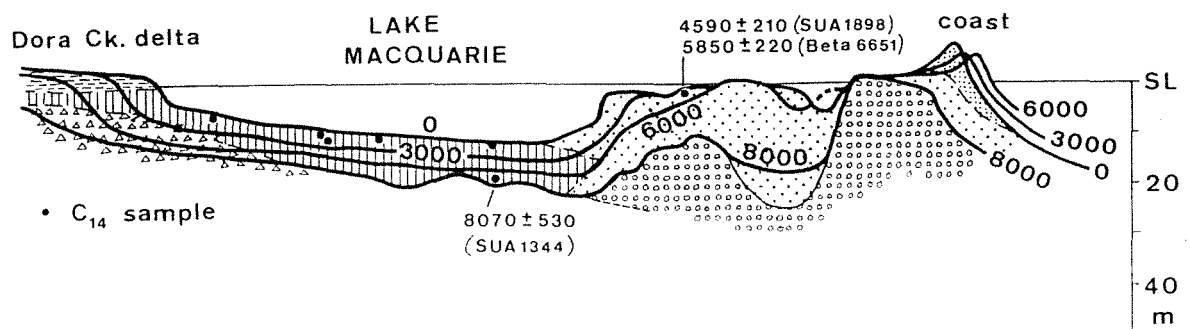 Dora Ck. delta
LAKE
MACQUARIE
4590 ± 210 (SUA1898)
5850 ± 220 (Beta 6651)
coast
SL
0
3000
6000
8000
6000
3000
0
8000
20
40
m
• C14 sample
8070 ± 530
(SUA1344)